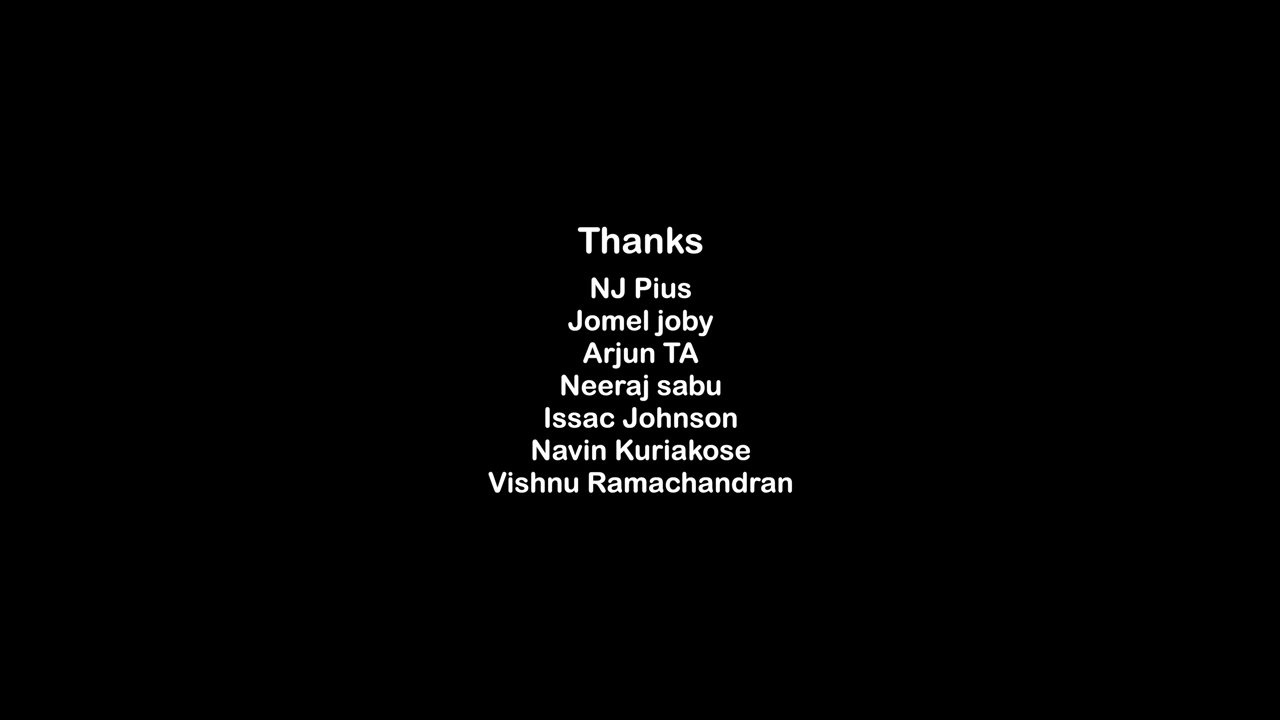 Thanks
NJ Pius
Jomel joby
Arjun TA
Neeraj sabu
Issac Johnson
Navin Kuriakose
Vishnu Ramachandran